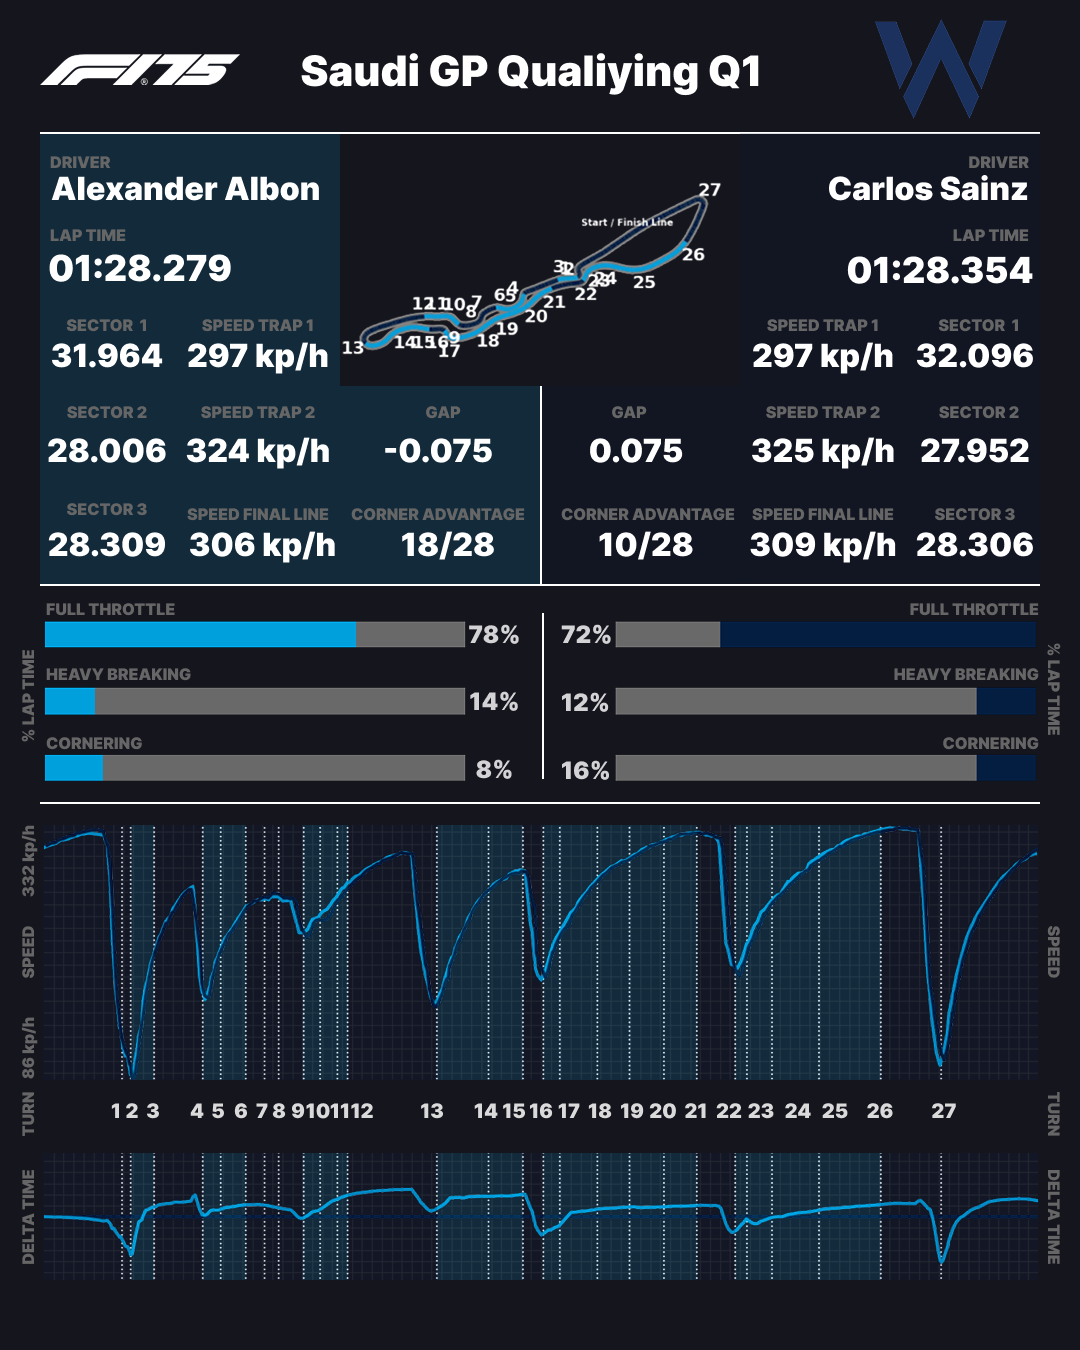 F1®75
Saudi GP Qualiying Q1
DRIVER
Alexander Albon
LAP TIME
01:28.279
SECTOR 1 SPEED TRAP 1
31.964 297 kp/h
SECTOR 2 SPEED TRAP 2 GAP
28.006 324 kp/h -0.075
SECTOR 3 SPEED FINAL LINE CORNER ADVANTAGE
28.309 306 kp/h 18/28
27
Start / Finish Line
26
3 2
24
25
22
4
21
6 5
12 11 10 7
8
20
19
18
13
14 15 16 9
17
DRIVER
Carlos Sainz
LAP TIME
01:28.354
SPEED TRAP 1 SECTOR 1
297 kp/h 32.096
GAP SPEED TRAP 2 SECTOR 2
0.075 325 kp/h 27.952
CORNER ADVANTAGE SPEED FINAL LINE SECTOR 3
10/28 309 kp/h 28.306
% LAP TIME
FULL THROTTLE
78%
HEAVY BREAKING
14%
CORNERING
8%
FULL THROTTLE
72%
HEAVY BREAKING
12%
CORNERING
16%
% LAP TIME
332 kp/h
SPEED
86 kp/h
SPEED
TURN
1 2 3 4 5 6 7 8 9 10 11 12 13 14 15 16 17 18 19 20 21 22 23 24 25 26 27
TURN
DELTA TIME
DELTA TIME